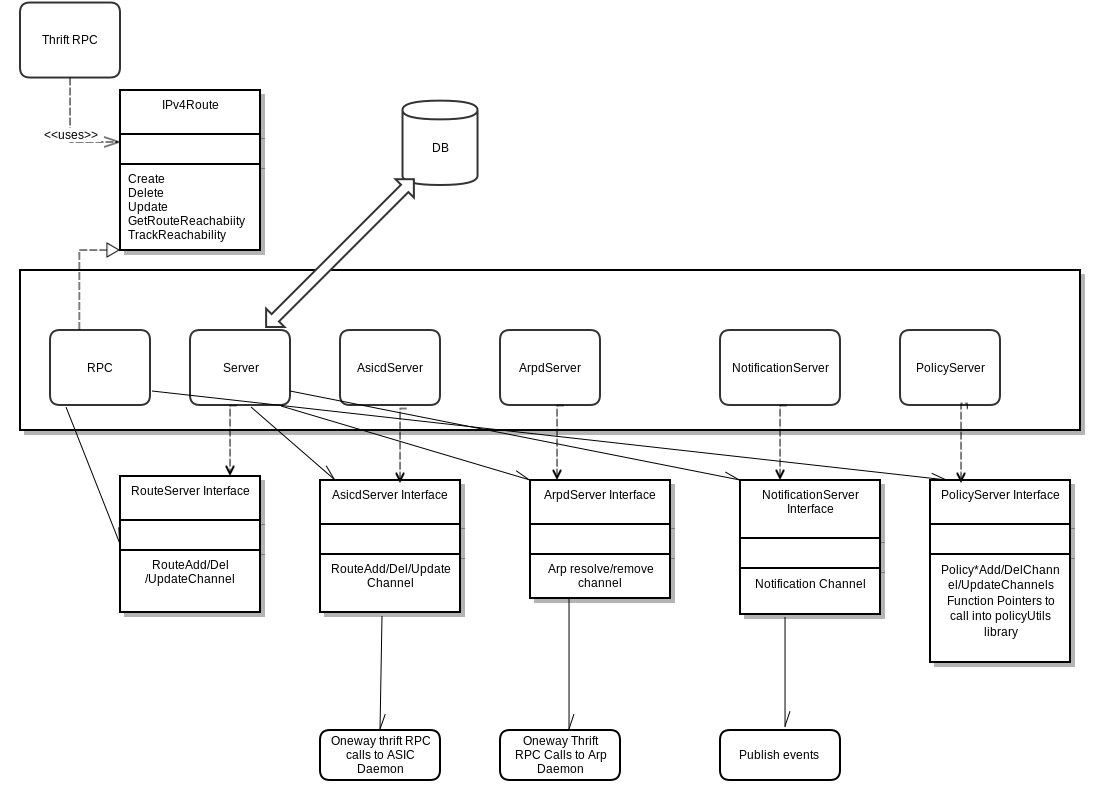 Thrift RPC
<<uses>>
IPv4Route
Create
Delete
Update
GetRouteReachabiity
TrackReachability
DB
RPC
Server
AsicdServer
ArpdServer
NotificationServer
PolicyServer
RouteServer Interface
RouteAdd/Del
/UpdateChannel
AsicdServer Interface
RouteAdd/Del/Update
Channel
ArpdServer Interface
Arp resolve/remove
channel
NotificationServer
Interface
Notification Channel
PolicyServer Interface
Policy*Add/DelChann
el/UpdateChannels
Function Pointers to
call into policyUtils
library
Oneway thrift RPC
calls to ASIC
Daemon
Oneway Thrift
RPC Calls to Arp
Daemon
Publish events